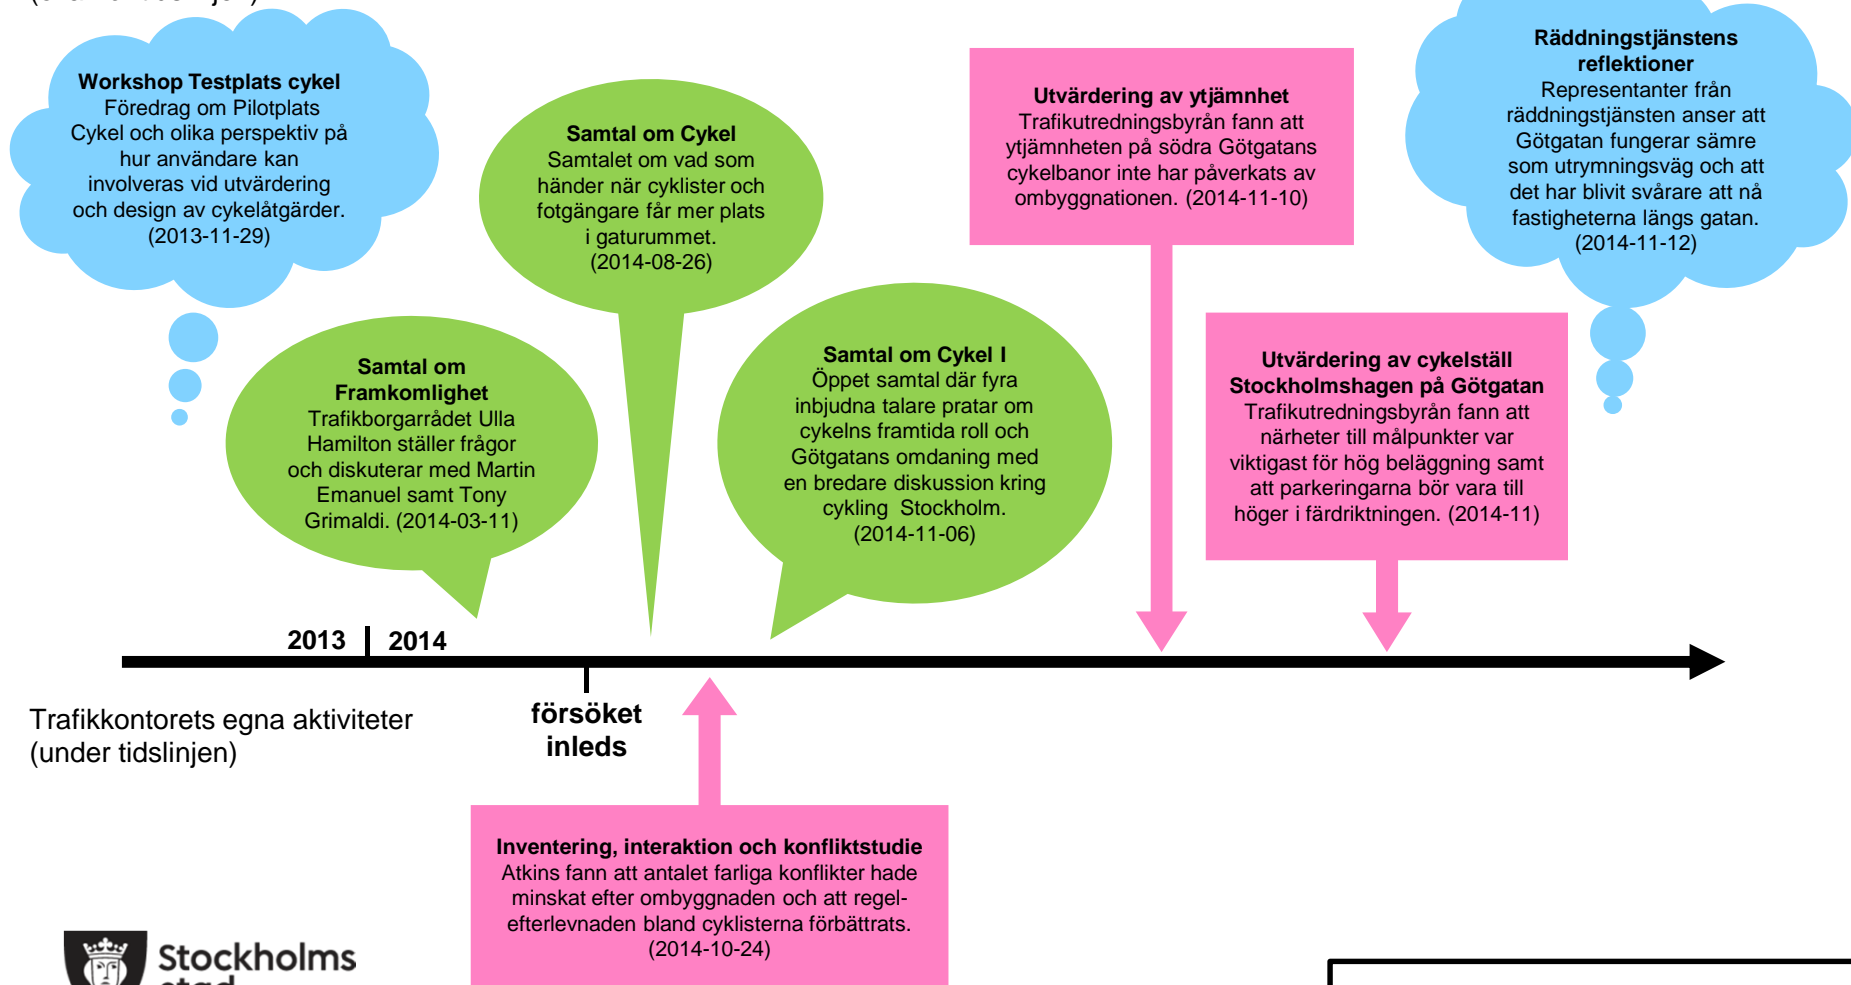 Workshop Testplats cykel
Föredrag om Pilotplats
Cykel och olika perspektiv på
hur användare kan
involveras vid utvärdering
och design av cykelåtgärder.
(2013-11-29)
Samtal om
Framkomlighet
Trafikborgarrådet Ulla
Hamilton ställer frågor
och diskuterar med Martin
Emanuel samt Tony
Grimaldi. (2014-03-11)
Samtal om Cykel
Samtalet om vad som
händer när cyklister och
fotgängare får mer plats
i gaturummet.
(2014-08-26)
Samtal om Cykel I
Öppet samtal där fyra
inbjudna talare pratar om
cykelns framtida roll och
Götgatans omdaning med
en bredare diskussion kring
cykling Stockholm.
(2014-11-06)
Utvärdering av ytjämnhet
Trafikutredningsbyrån fann att
ytjämnheten på södra Götgatans
cykelbanor inte har påverkats av
ombyggnationen. (2014-11-10)
Utvärdering av cykelställ
Stockholmshagen på Götgatan
Trafikutredningsbyrån fann att
närheter till målpunkter var
viktigast för hög beläggning samt
att parkeringarna bör vara till
höger i färdriktningen. (2014-11)
Räddningstjänstens
reflektioner
Representanter från
räddningstjänsten anser att
Götgatan fungerar sämre
som utrymningsväg och att
det har blivit svårare att nå
fastigheterna längs gatan.
(2014-11-12)
2013
2014
försöket
inleds
Trafikkontorets egna aktiviteter
(under tidslinjen)
Inventering, interaktion och konfliktstudie
Atkins fann att antalet farliga konflikter hade
minskat efter ombyggnaden och att regel-
efterlevnaden bland cyklisterna förbättrats.
(2014-10-24)
Stockholms
stad